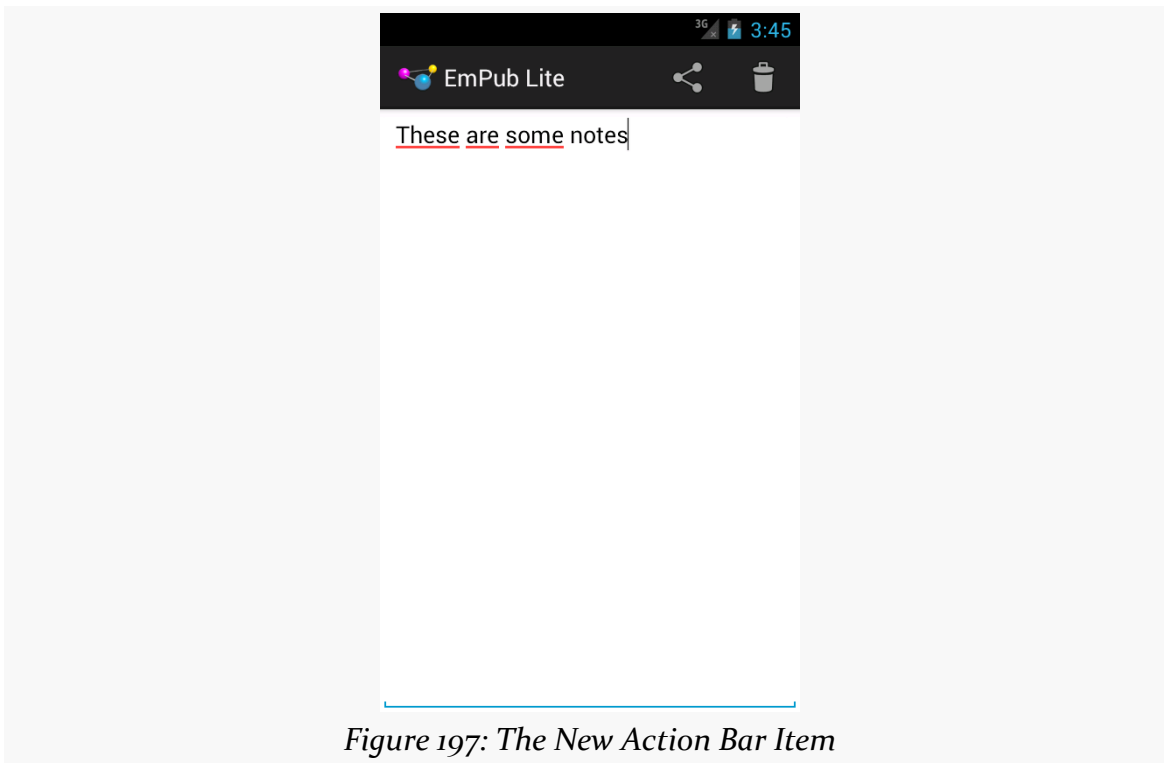 3G 3:45
EmPub Lite
These are some notes
Figure 197: The New Action Bar Item